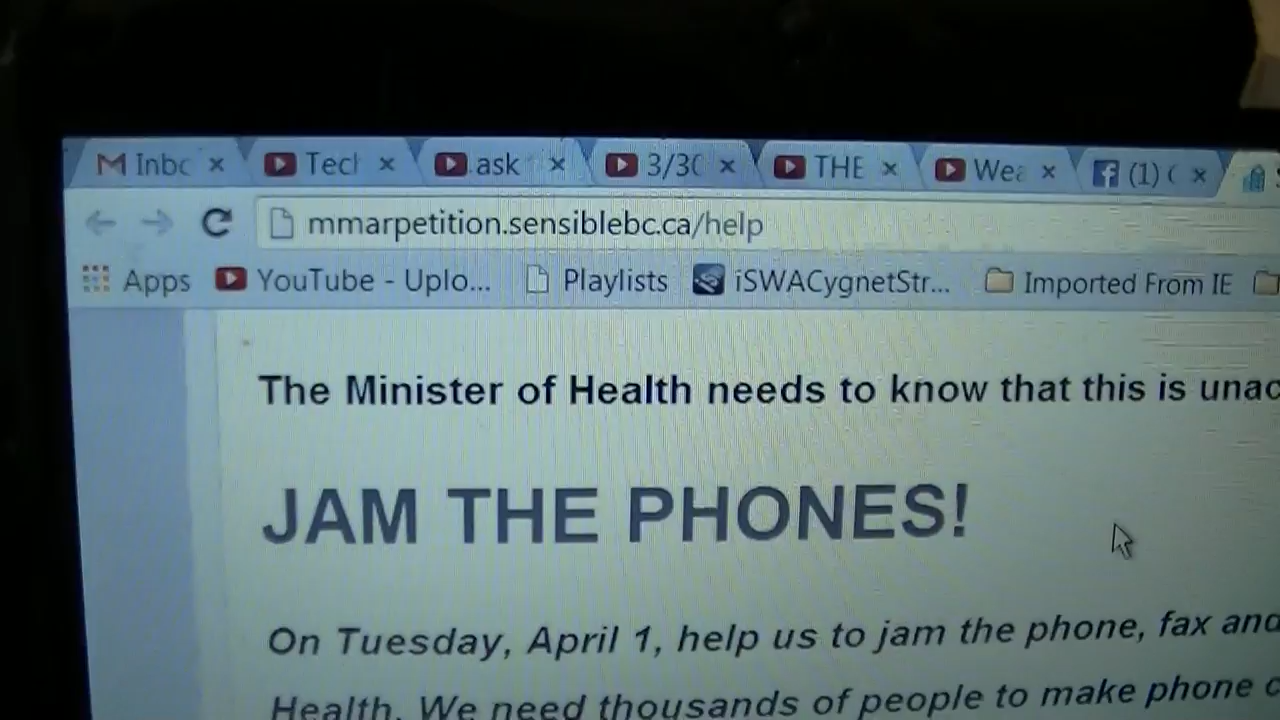 Inbc
Tech
ask
3/30
THE
Wea
(1)
mmarpetition.sensiblebc.ca/help
Apps
YouTube - Uplo...
Playlists
iSWACygnetStr...
Imported From IE
The Minister of Health needs to know that this is unac
JAM THE PHONES!
On Tuesday, April 1, help us to jam the phone, fax and
Health. We need thousands of people to make phone c